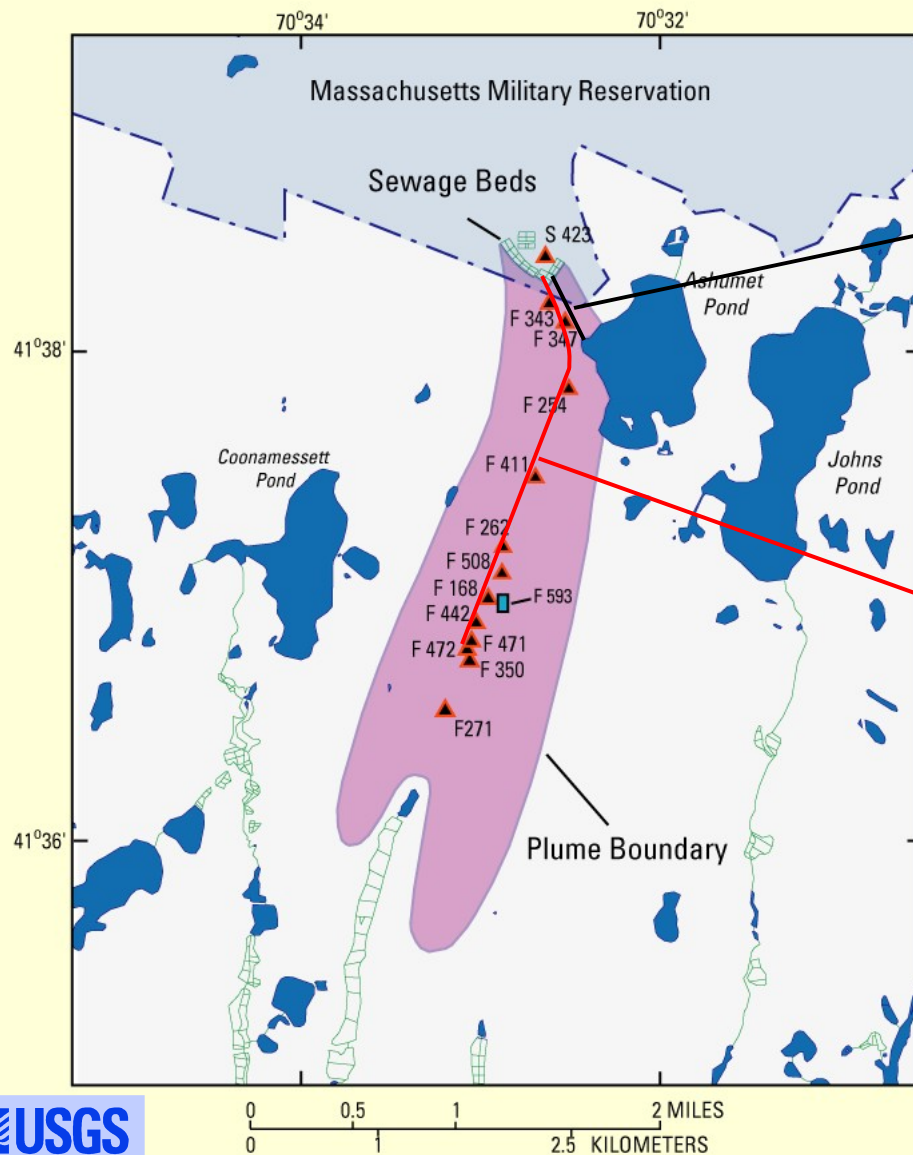 70°34'
70°32'
Massachusetts Military Reservation
Sewage Beds
S 423
Ashumet
Pond
F 343
F 347
41°38'
F 254
Coonamessett
Pond
F 411
Johns
Pond
F 262
F 508
F 168
F 593
F 442
F 472
F 471
F 350
F271
41°36'
Plume Boundary
0 0.5 1 2 MILES
0 1 2.5 KILOMETERS
USGS